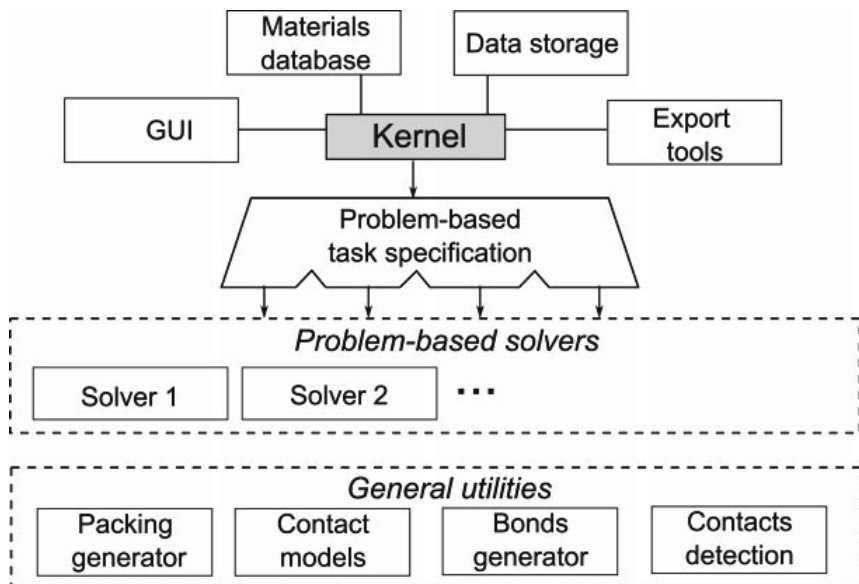 Materials
database
Data storage
GUI
Kernel
Export
tools
Problem-based
task specification
Problem-based solvers
Solver 1
Solver 2
...
General utilities
Packing
generator
Contact
models
Bonds
generator
Contacts
detection